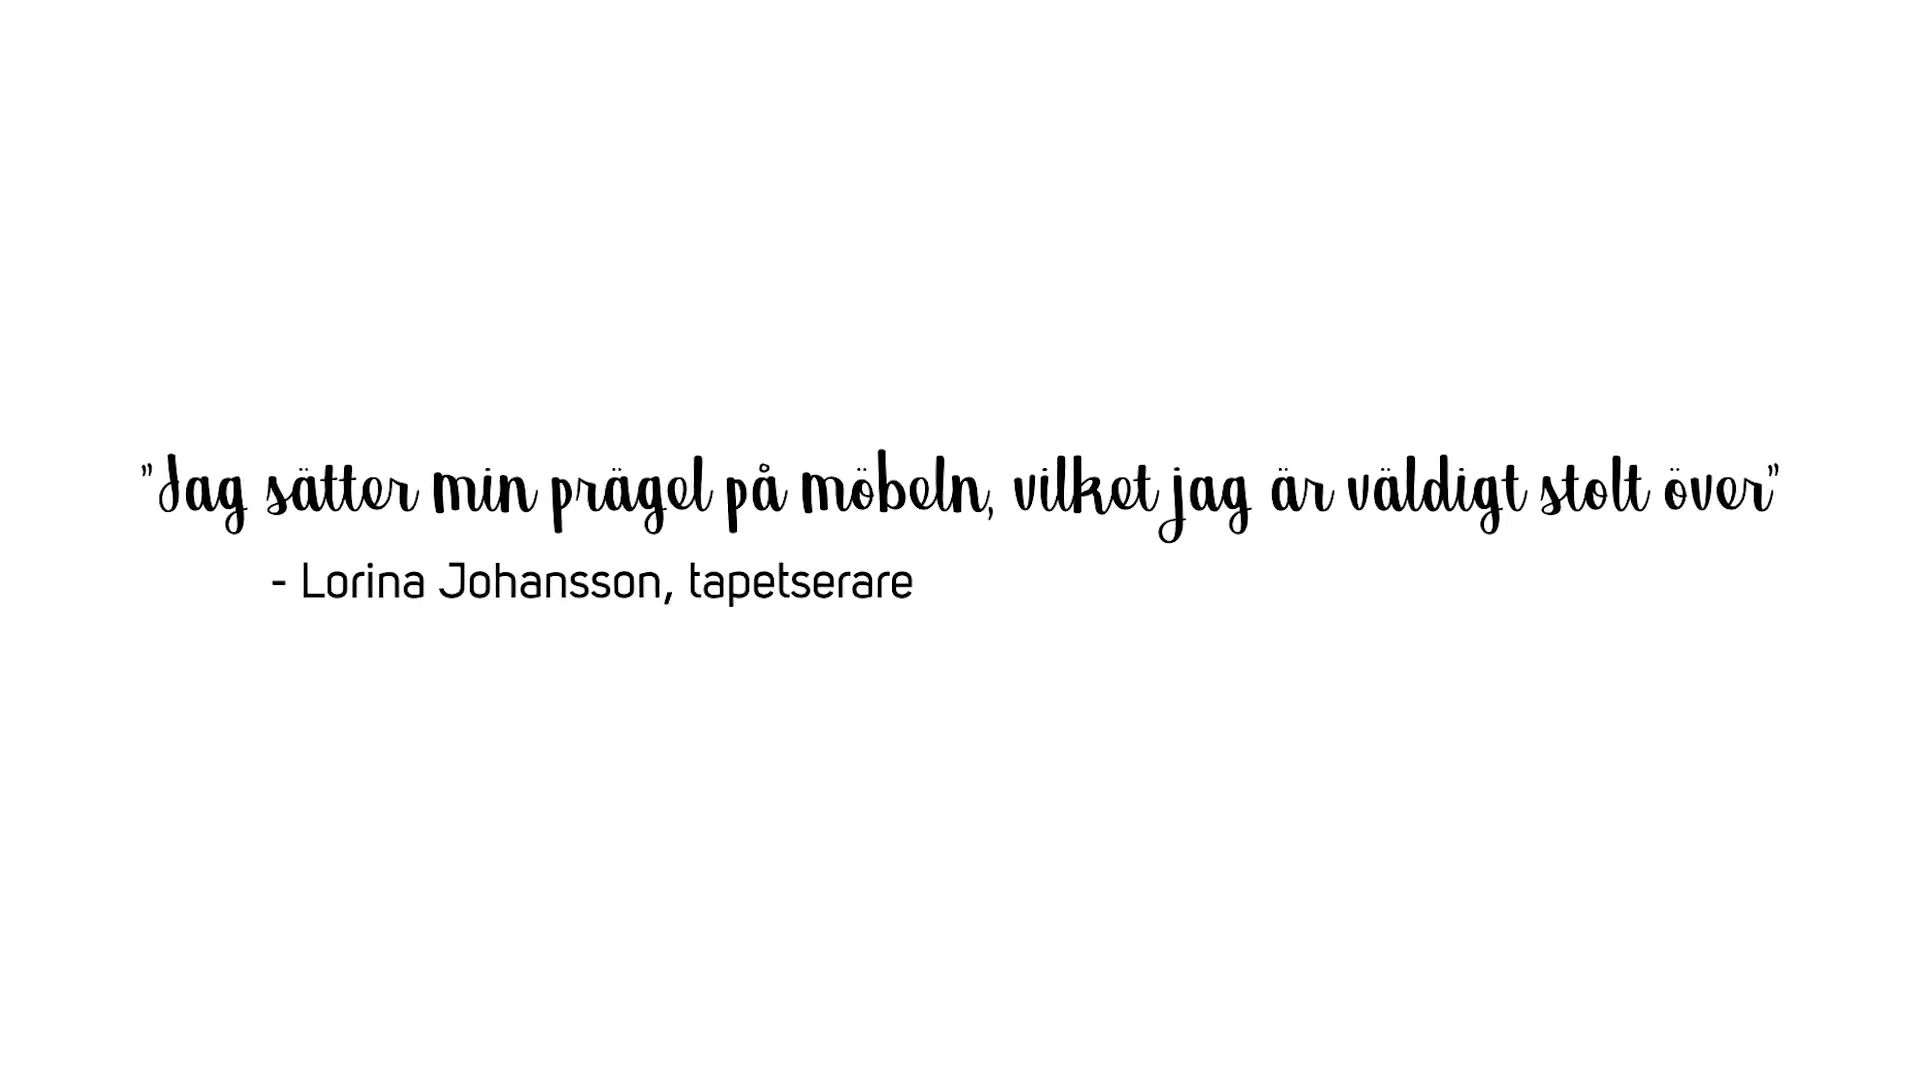 "Jag sätter min prägel på möbeln, vilket jag är väldigt stolt över"
- Lorina Johansson, tapetserare